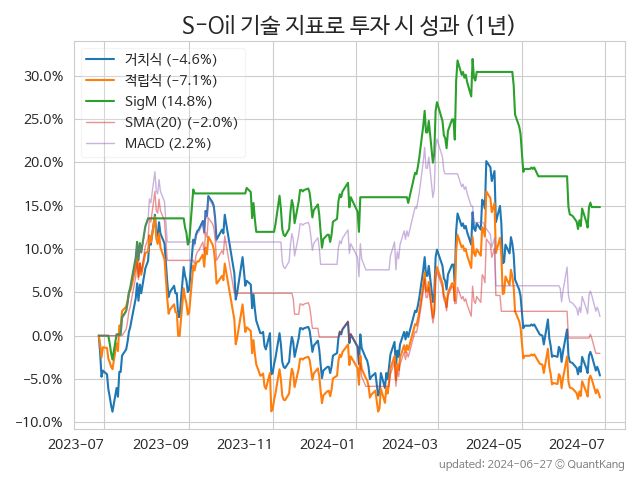 S-Oil 기술 지표로 투자 시 성과 (1년)
거치식 (−4.6%)
적립식 (−7.1%)
SigM (14.8%)
SMA(20) (−2.0%)
MACD (2.2%)
30.0%
25.0%
20.0%
15.0%
10.0%
5.0%
0.0%
−5.0%
−10.0%
2023-07 2023-09 2023-11 2024-01 2024-03 2024-05 2024-07
updated: 2024-06-27 ⓒ QuantKang